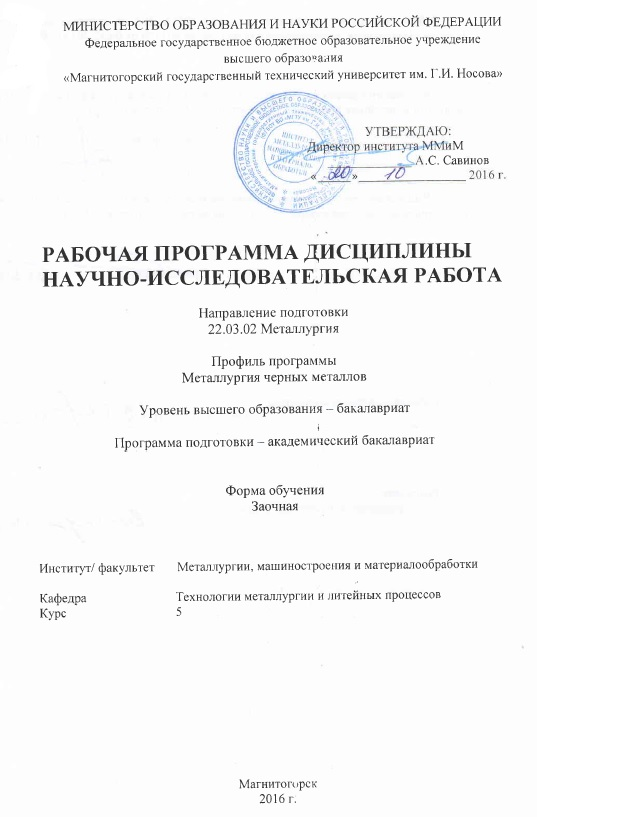 МИНИСТЕРСТВО ОБРАЗОВАНИЯ И НАУКИ РОССИЙСКОЙ ФЕДЕРАЦИИ
Федеральное государственное бюджетное образовательное учреждение
высшего образования
«Магнитогорский государственный технический университет им. Г.И. Носова»
УТВЕРЖДАЮ:
Директор института ММиМ
А.С. Савинов
«20» 10 2016 г.
РАБОЧАЯ ПРОГРАММА ДИСЦИПЛИНЫ
НАУЧНО-ИССЛЕДОВАТЕЛЬСКАЯ РАБОТА
Направление подготовки
22.03.02 Металлургия
Профиль программы
Металлургия черных металлов
Уровень высшего образования – бакалавриат
Программа подготовки – академический бакалавриат
Форма обучения
Заочная
Институт/ факультет Металлургии, машиностроения и материалообработки
Кафедра Технологии металлургии и литейных процессов
Курс 5
Магнитогорск
2016 г.